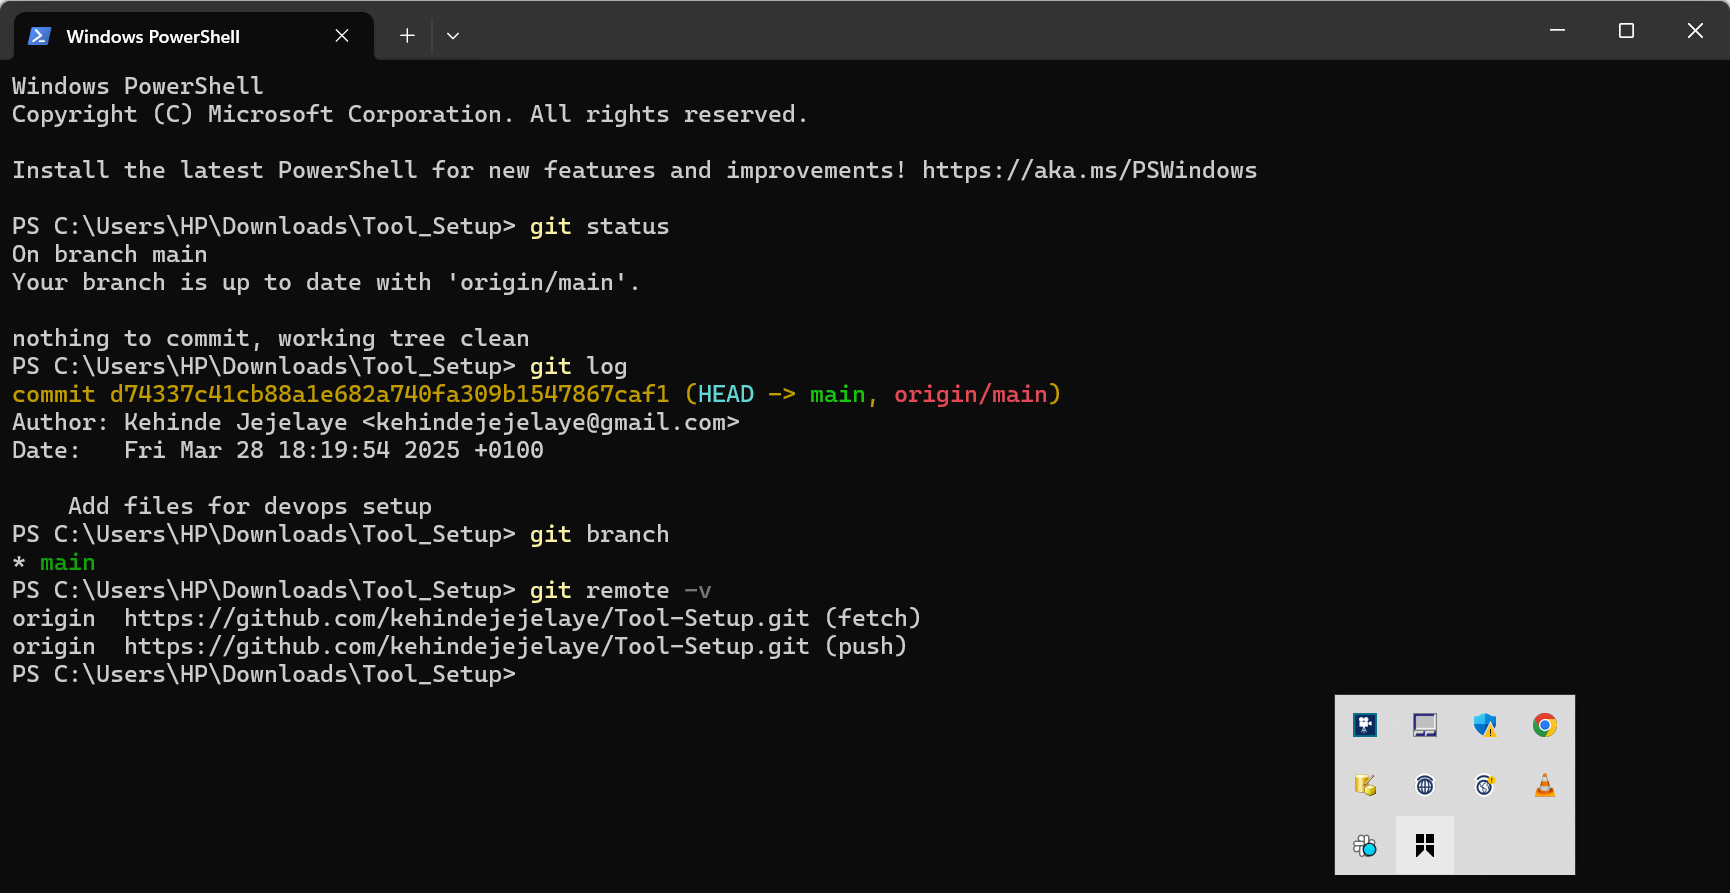 Windows PowerShell
Windows PowerShell
Copyright (C) Microsoft Corporation. All rights reserved.
Install the latest PowerShell for new features and improvements! https://aka.ms/PSWindows
PS C:\Users\HP\Downloads\Tool_Setup> git status
On branch main
Your branch is up to date with 'origin/main'.
nothing to commit, working tree clean
PS C:\Users\HP\Downloads\Tool_Setup> git log
commit d74337c41cb88a1e682a740fa309b1547867caf1 (HEAD -> main, origin/main)
Author: Kehinde Jejelaye <kehindejejelaye@gmail.com>
Date:   Fri Mar 28 18:19:54 2025 +0100
    Add files for devops setup
PS C:\Users\HP\Downloads\Tool_Setup> git branch
* main
PS C:\Users\HP\Downloads\Tool_Setup> git remote -v
origin  https://github.com/kehindejejelaye/Tool-Setup.git (fetch)
origin  https://github.com/kehindejejelaye/Tool-Setup.git (push)
PS C:\Users\HP\Downloads\Tool_Setup>